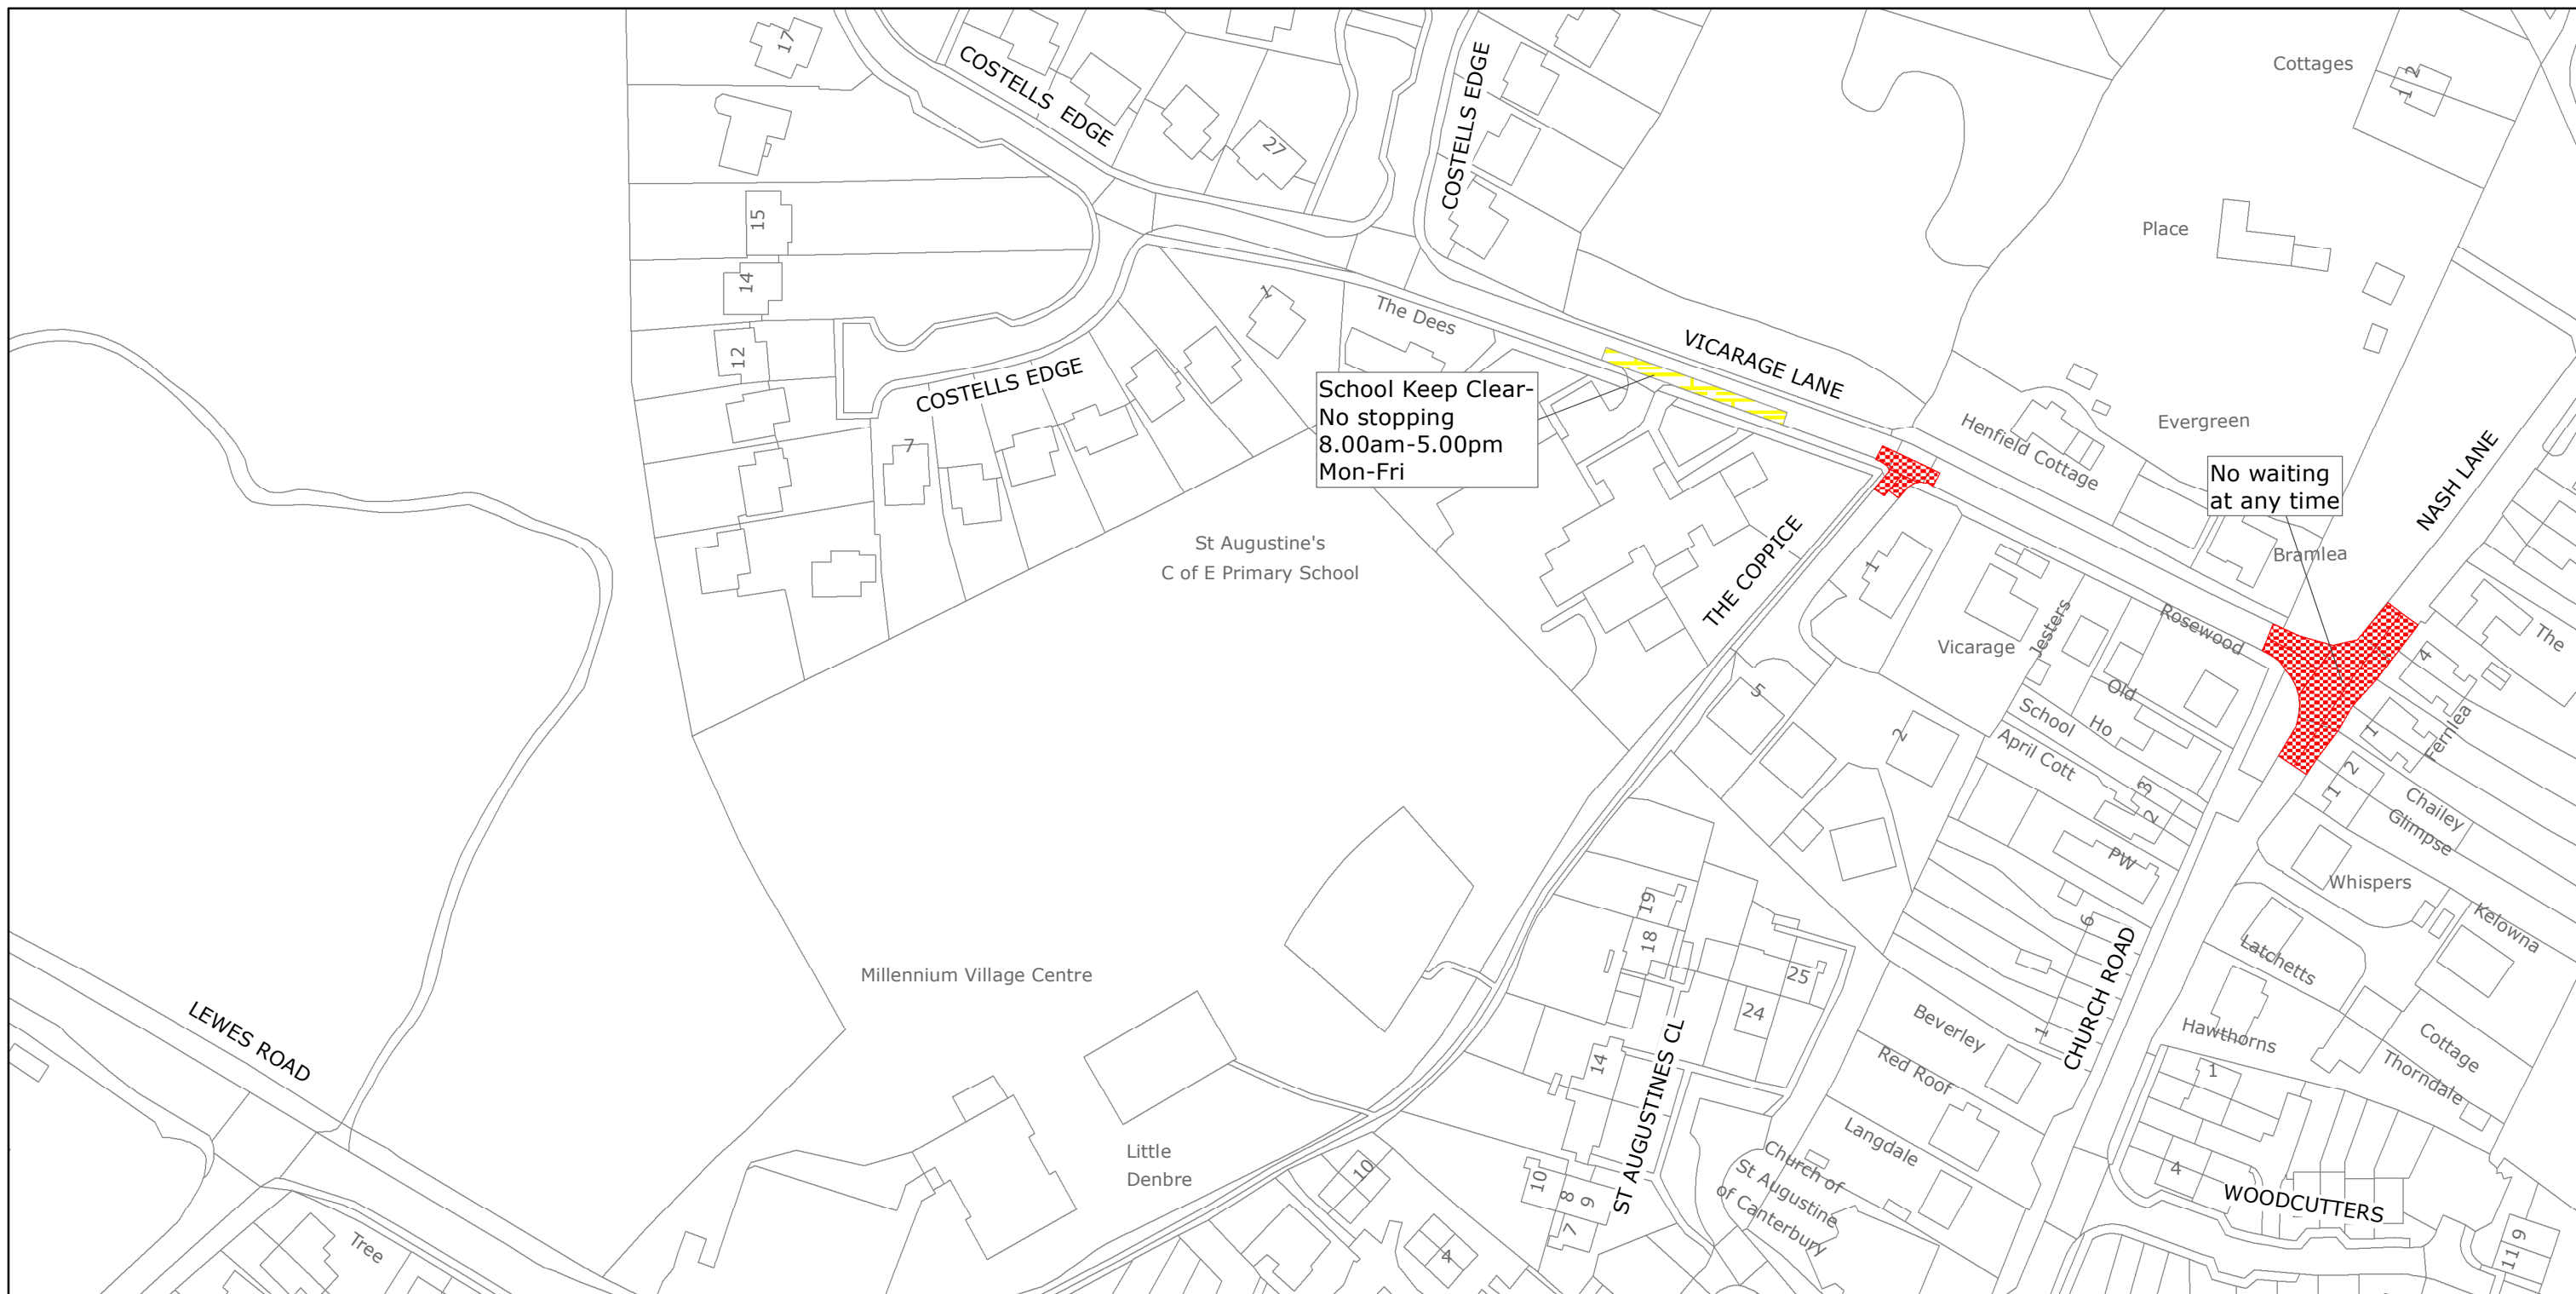 17
COSTELLS EDGE
COSTELLS EDGE
27
Cottages
2
1
15
14
12
Place
1
The Dees
VICARAGE LANE
COSTELLS EDGE
7
School Keep Clear-
No stopping
8.00am-5.00pm
Mon-Fri
Henfield Cottage
Evergreen
No waiting
at any time
NASH LANE
Bramlea
St Augustine's
C of E Primary School
THE COPPICE
1
Vicarage
Jesters
Rosewood
The
4
5
2
Old
School
Ho
April Cott
3
2
PW
1
Fernlea
2
1
Chailey
Glimpse
Whispers
Kelowna
Latchetts
6
CHURCH ROAD
1
19
18
25
24
14
Millennium Village Centre
LEWES ROAD
Beverley
Red Roof
Langdale
Hawthorns
Cottage
Thorndale
1
4
WOODCUTTERS
9
11
ST AUGUSTINES CL
Church of
St Augustine
of Canterbury
Little
Denbre
10
10
8
9
7
4
Tree